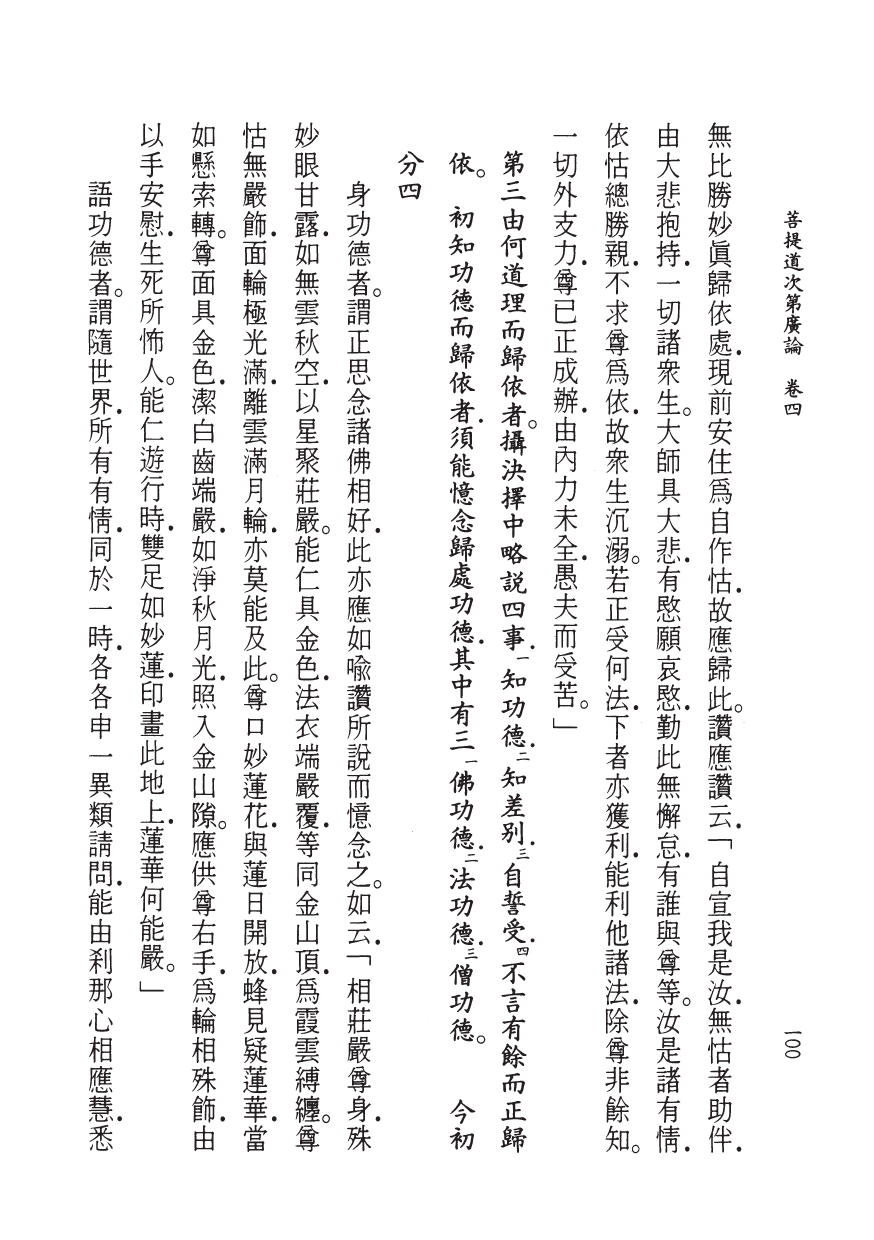 菩提道次第廣論　卷四
一〇〇
無比勝妙眞歸依處．現前安住爲自作怙．故應歸此。讚應讚云．「自宣我是汝．無怙者助伴．
由大悲抱持．一切諸衆生。大師具大悲．有愍願哀愍．勤此無懈怠．有誰與尊等。汝是諸有情．
依怙總勝親．不求尊爲依．故衆生沉溺。若正受何法．下者亦獲利．能利他諸法．除尊非餘知。
一切外支力．尊已正成辦．由內力未全．愚夫而受苦。」
第三由何道理而歸依者。攝決擇中略説四事．一知功德．二知差别．三自誓受．四不言有餘而正歸
依。　初知功德而歸依者．須能憶念歸處功德．其中有三一佛功德．二法功德．三僧功德。　今初
分四
身功德者。謂正思念諸佛相好．此亦應如喩讚所說而憶念之。如云．「相莊嚴尊身．殊
妙眼甘露．如無雲秋空．以星聚莊嚴。能仁具金色．法衣端嚴覆．等同金山頂．爲霞雲縛纏。尊
怙無嚴飾．面輪極光滿．離雲滿月輪．亦莫能及此。尊口妙蓮花．與蓮日開放．蜂見疑蓮華．當
如懸索轉。尊面具金色．潔白齒端嚴．如淨秋月光．照入金山隙。應供尊右手．爲輪相殊飾．由
以手安慰．生死所怖人。能仁遊行時．雙足如妙蓮．印畫此地上．蓮華何能嚴。」
語功德者。謂隨世界．所有有情．同於一時．各各申一異類請問．能由刹那心相應慧．悉